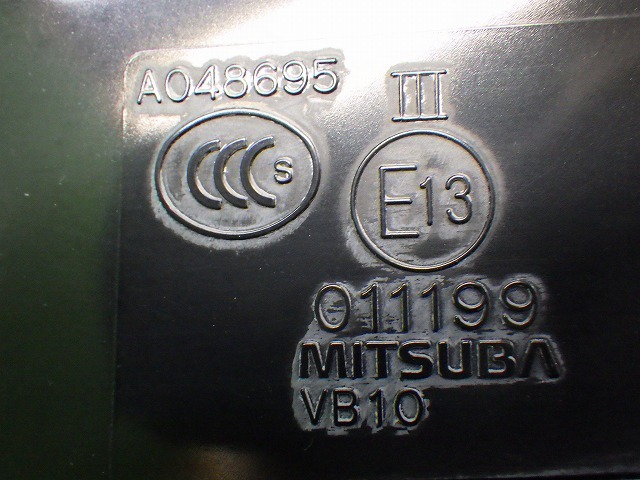 A048695
III
CCC S
E13
011199
MITSUBA
VB10